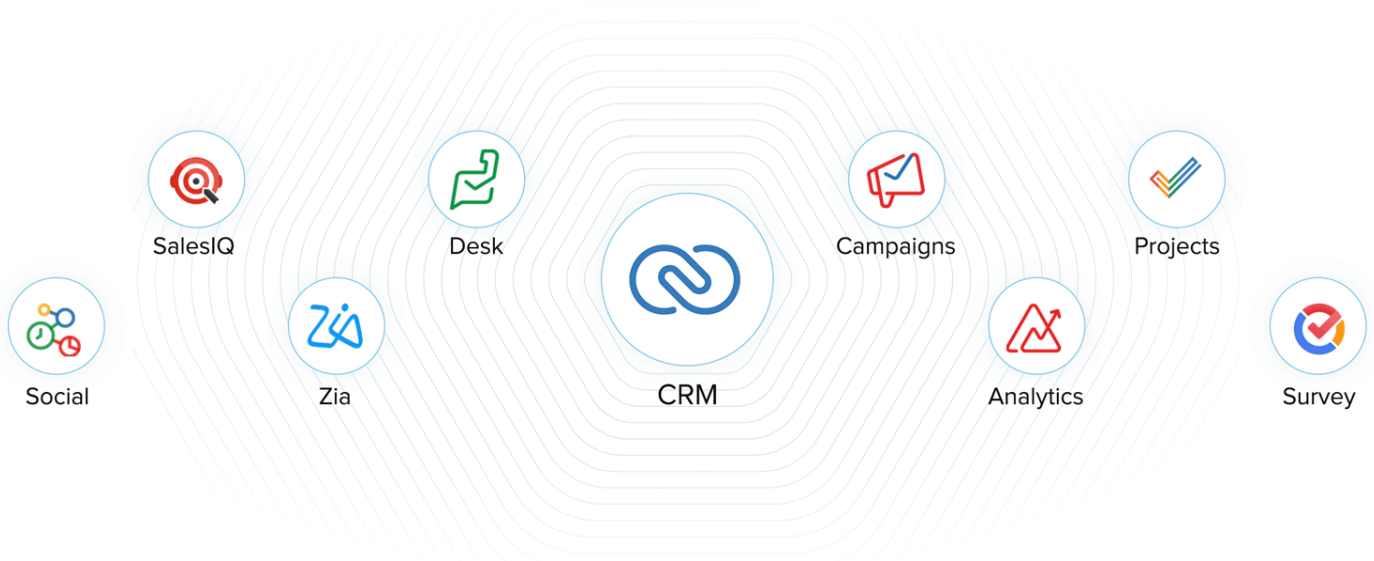 SalesIQ
Desk
Campaigns
Projects
Social
Zia
CRM
Analytics
Survey